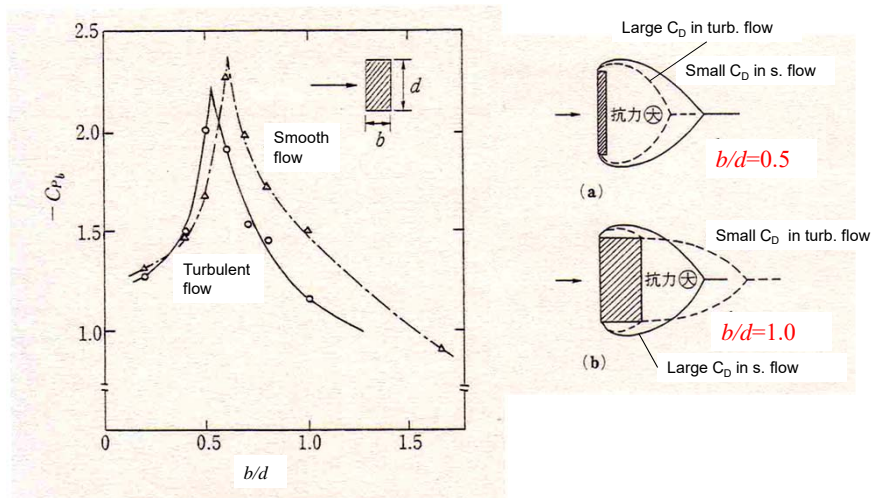 2.5
2.0
1.5
1.0
−C_{Pb}
0
0.5
1.0
1.5
b/d
d
b
Smooth
flow
Turbulent
flow
Large C_D in turb. flow
Small C_D in s. flow
抗力大
b/d=0.5
(a)
Small C_D in turb. flow
抗力大
b/d=1.0
(b)
Large C_D in s. flow